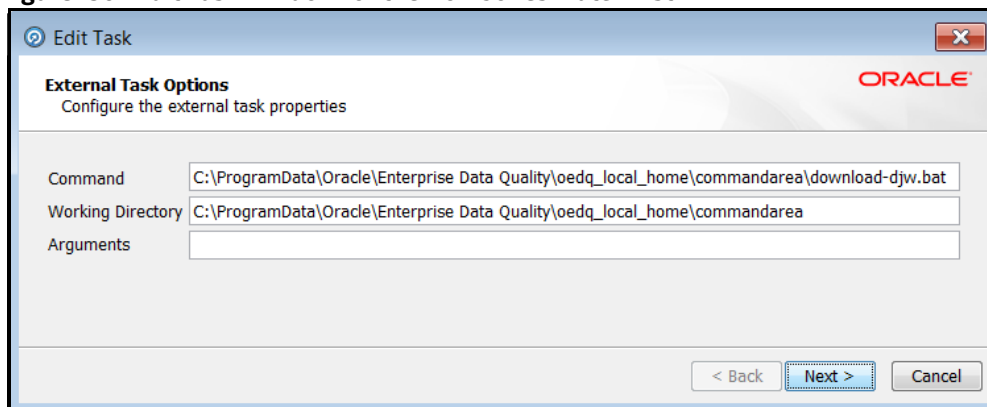 Edit Task
External Task Options
ORACLE
Configure the external task properties
Command C:\ProgramData\Oracle\Enterprise Data Quality\oedq_local_home\commandarea\download-djw.bat
Working Directory C:\ProgramData\Oracle\Enterprise Data Quality\oedq_local_home\commandarea
Arguments
< Back Next > Cancel